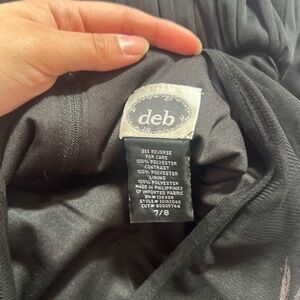 deb
SEE REVERSE
FOR CARE
100% POLYESTER
CONTRAST
100% POLYESTER
LINING
100% POLYESTER
MADE IN PHILIPPINES
OF IMPORTED FABRIC
7/8